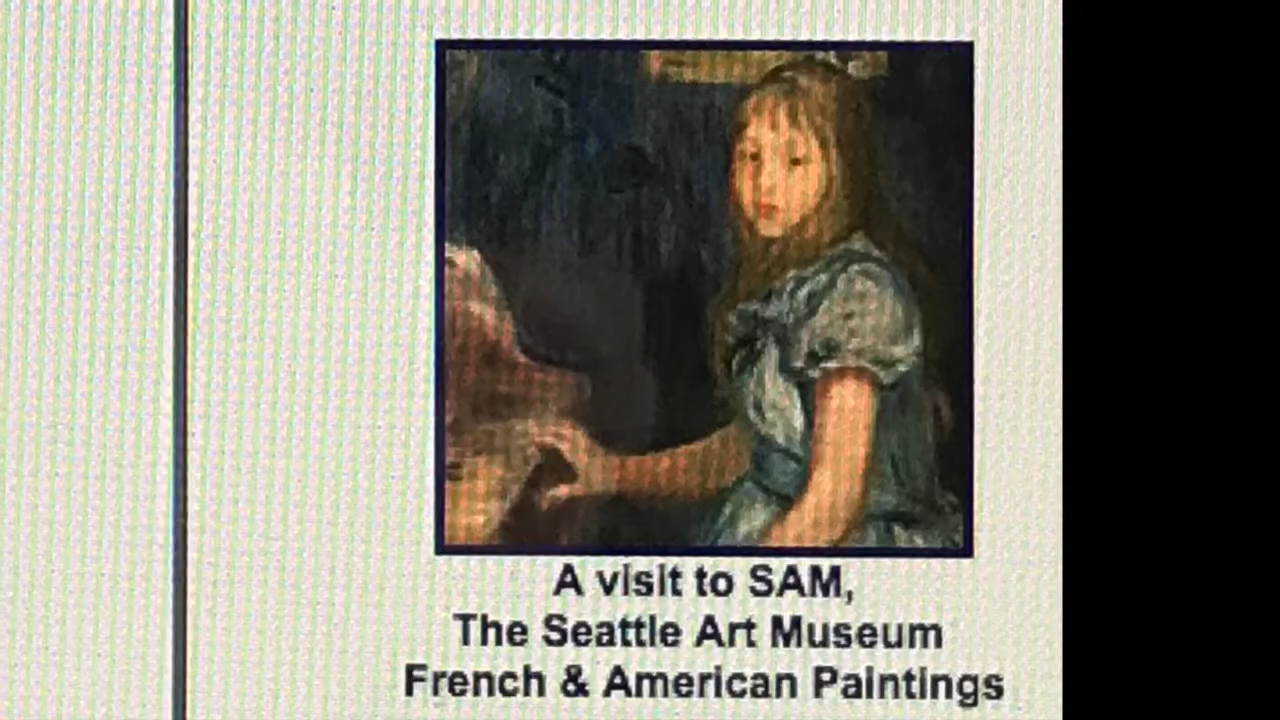 A visit to SAM,
The Seattle Art Museum
French & American Paintings